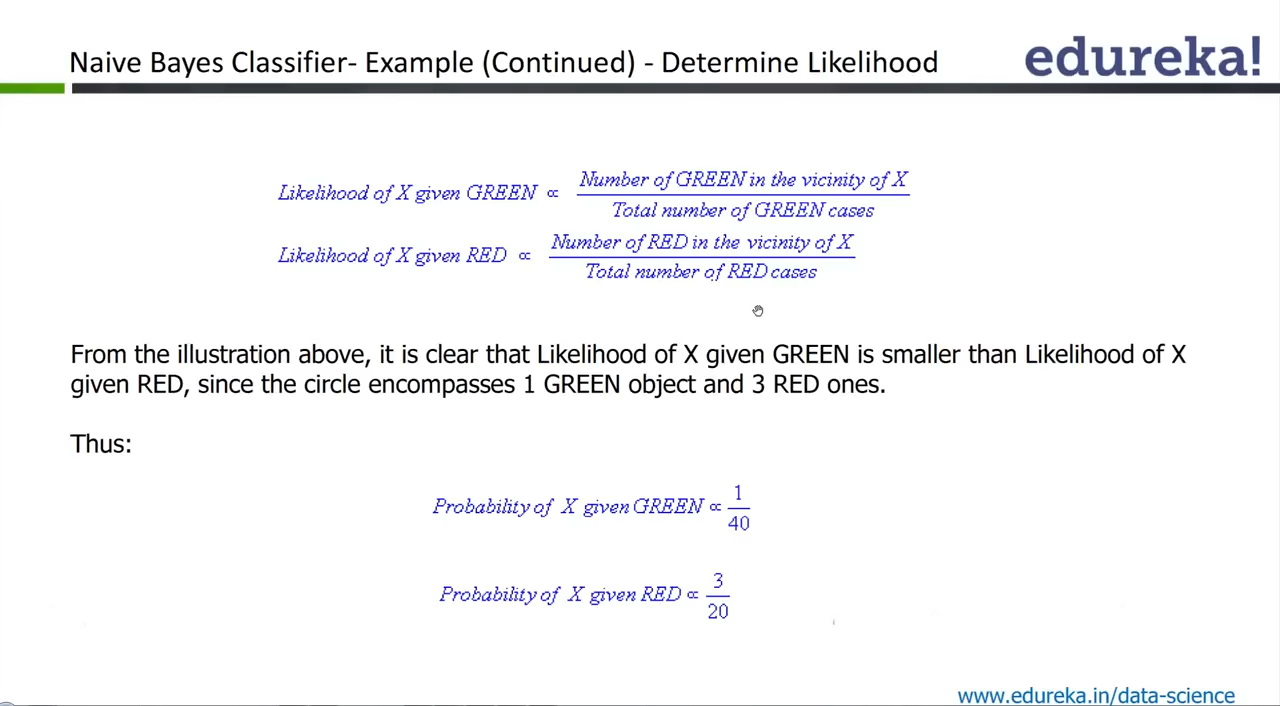 Naive Bayes Classifier- Example (Continued) - Determine Likelihood
edureka!
Likelihood of X given GREEN ∝ Number of GREEN in the vicinity of X / Total number of GREEN cases
Likelihood of X given RED ∝ Number of RED in the vicinity of X / Total number of RED cases
From the illustration above, it is clear that Likelihood of X given GREEN is smaller than Likelihood of X
given RED, since the circle encompasses 1 GREEN object and 3 RED ones.
Thus:
Probability of X given GREEN ∝ 1/40
Probability of X given RED ∝ 3/20
www.edureka.in/data-science